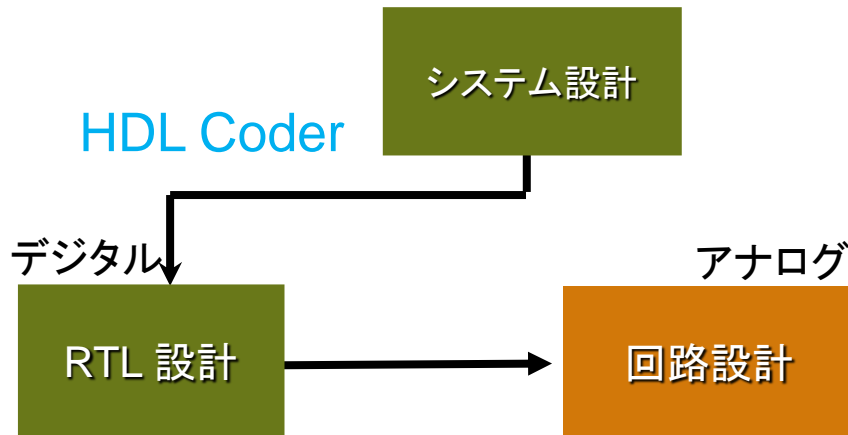 システム設計
HDL Coder
デジタル
アナログ
RTL 設計
回路設計